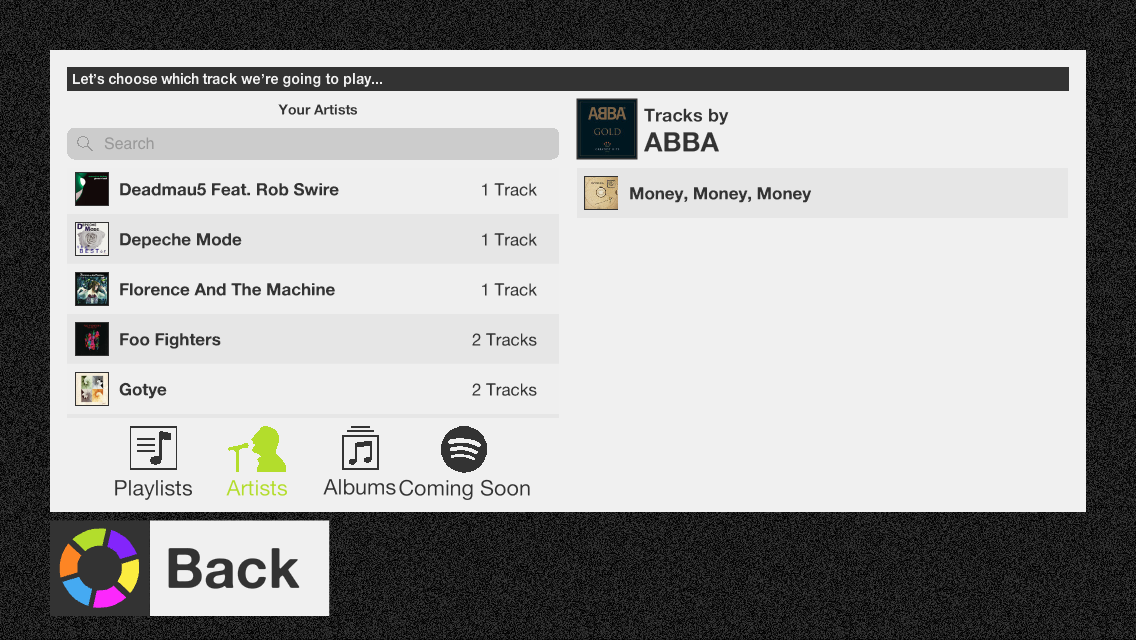 Let's choose which track we're going to play...
Your Artists
Search
Deadmau5 Feat. Rob Swire 1 Track
Depeche Mode 1 Track
Florence And The Machine 1 Track
Foo Fighters 2 Tracks
Gotye 2 Tracks
Playlists
Artists
Albums
Coming Soon
ABBA
GOLD
Tracks by
ABBA
Money, Money, Money
Back